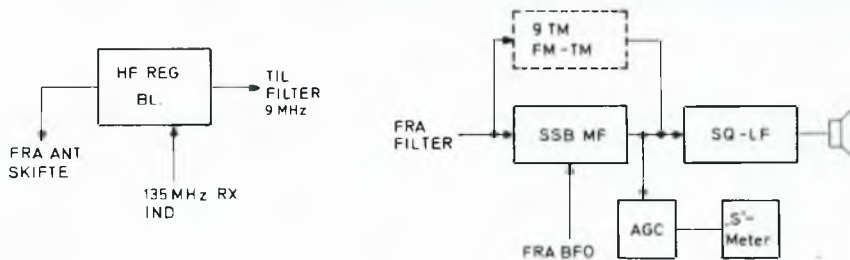 HF REG
BL.
TIL
FILTER
9 MHz
FRA ANT
SKIFTE
135 MHz RX
IND
9 TM
FM-TM
FRA
FILTER
SSB MF
SQ-LF
FRA BFO
AGC
„S"-
Meter